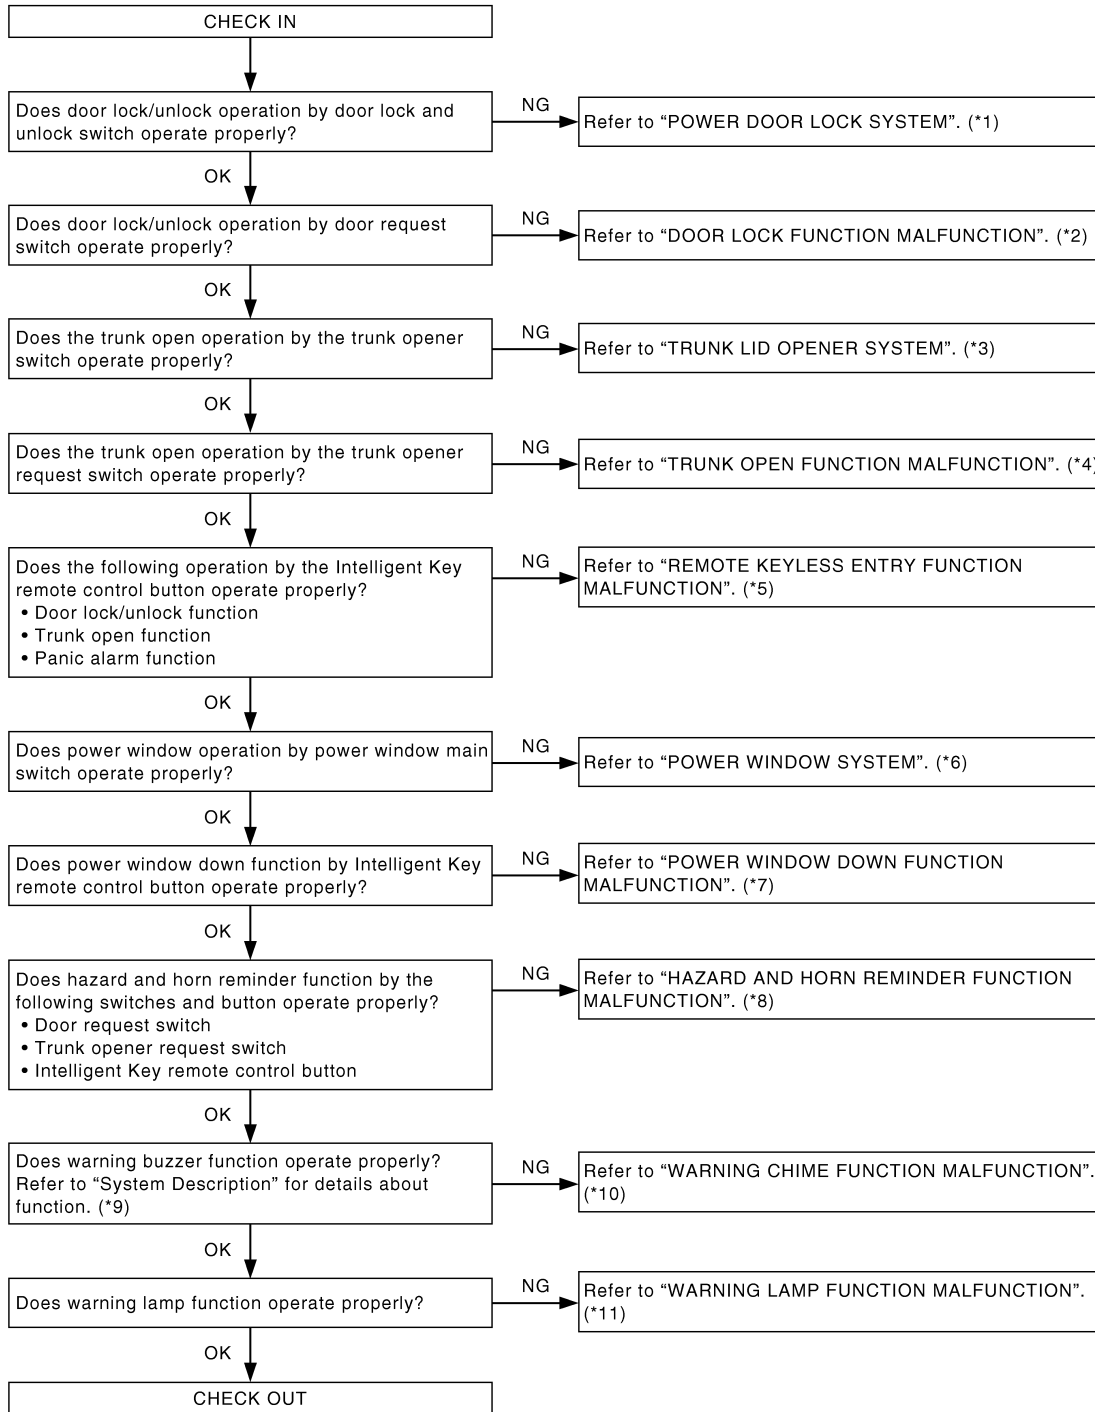 CHECK IN
Does door lock/unlock operation by door lock and
unlock switch operate properly?
NG
Refer to “POWER DOOR LOCK SYSTEM”. (*1)
OK
Does door lock/unlock operation by door request
switch operate properly?
NG
Refer to “DOOR LOCK FUNCTION MALFUNCTION”. (*2)
OK
Does the trunk open operation by the trunk opener
switch operate properly?
NG
Refer to “TRUNK LID OPENER SYSTEM”. (*3)
OK
Does the trunk open operation by the trunk opener
request switch operate properly?
NG
Refer to “TRUNK OPEN FUNCTION MALFUNCTION”. (*4)
OK
Does the following operation by the Intelligent Key
remote control button operate properly?
• Door lock/unlock function
• Trunk open function
• Panic alarm function
NG
Refer to “REMOTE KEYLESS ENTRY FUNCTION
MALFUNCTION”. (*5)
OK
Does power window operation by power window main
switch operate properly?
NG
Refer to “POWER WINDOW SYSTEM”. (*6)
OK
Does power window down function by Intelligent Key
remote control button operate properly?
NG
Refer to “POWER WINDOW DOWN FUNCTION
MALFUNCTION”. (*7)
OK
Does hazard and horn reminder function by the
following switches and button operate properly?
• Door request switch
• Trunk opener request switch
• Intelligent Key remote control button
NG
Refer to “HAZARD AND HORN REMINDER FUNCTION
MALFUNCTION”. (*8)
OK
Does warning buzzer function operate properly?
Refer to “System Description” for details about
function. (*9)
NG
Refer to “WARNING CHIME FUNCTION MALFUNCTION”.
(*10)
OK
Does warning lamp function operate properly?
NG
Refer to “WARNING LAMP FUNCTION MALFUNCTION”.
(*11)
OK
CHECK OUT